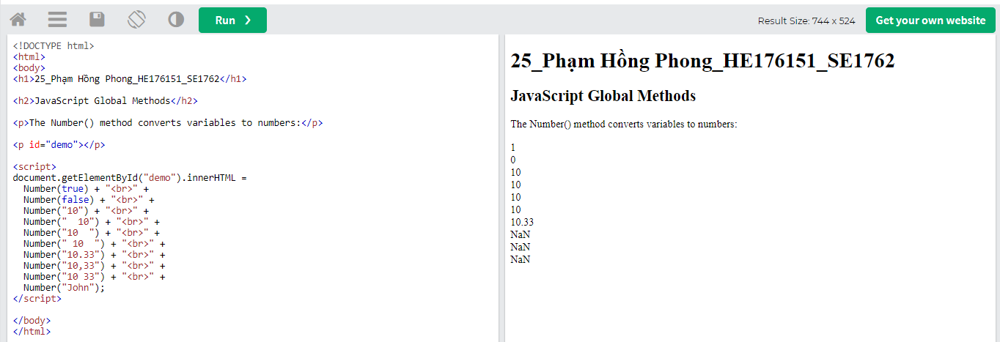 Run ❯
Result Size: 744 x 524
Get your own website
<!DOCTYPE html>
<html>
<body>
<h1>25_Phạm Hồng Phong_HE176151_SE1762</h1>
<h2>JavaScript Global Methods</h2>
<p>The Number() method converts variables to numbers:</p>
<p id="demo"></p>
<script>
document.getElementById("demo").innerHTML =
  Number(true) + "<br>" +
  Number(false) + "<br>" +
  Number("10") + "<br>" +
  Number("  10") + "<br>" +
  Number("10  ") + "<br>" +
  Number(" 10  ") + "<br>" +
  Number("10.33") + "<br>" +
  Number("10,33") + "<br>" +
  Number("10 33") + "<br>" +
  Number("John");
</script>
</body>
</html>
25_Phạm Hồng Phong_HE176151_SE1762
JavaScript Global Methods
The Number() method converts variables to numbers:
1
0
10
10
10
10
10.33
NaN
NaN
NaN